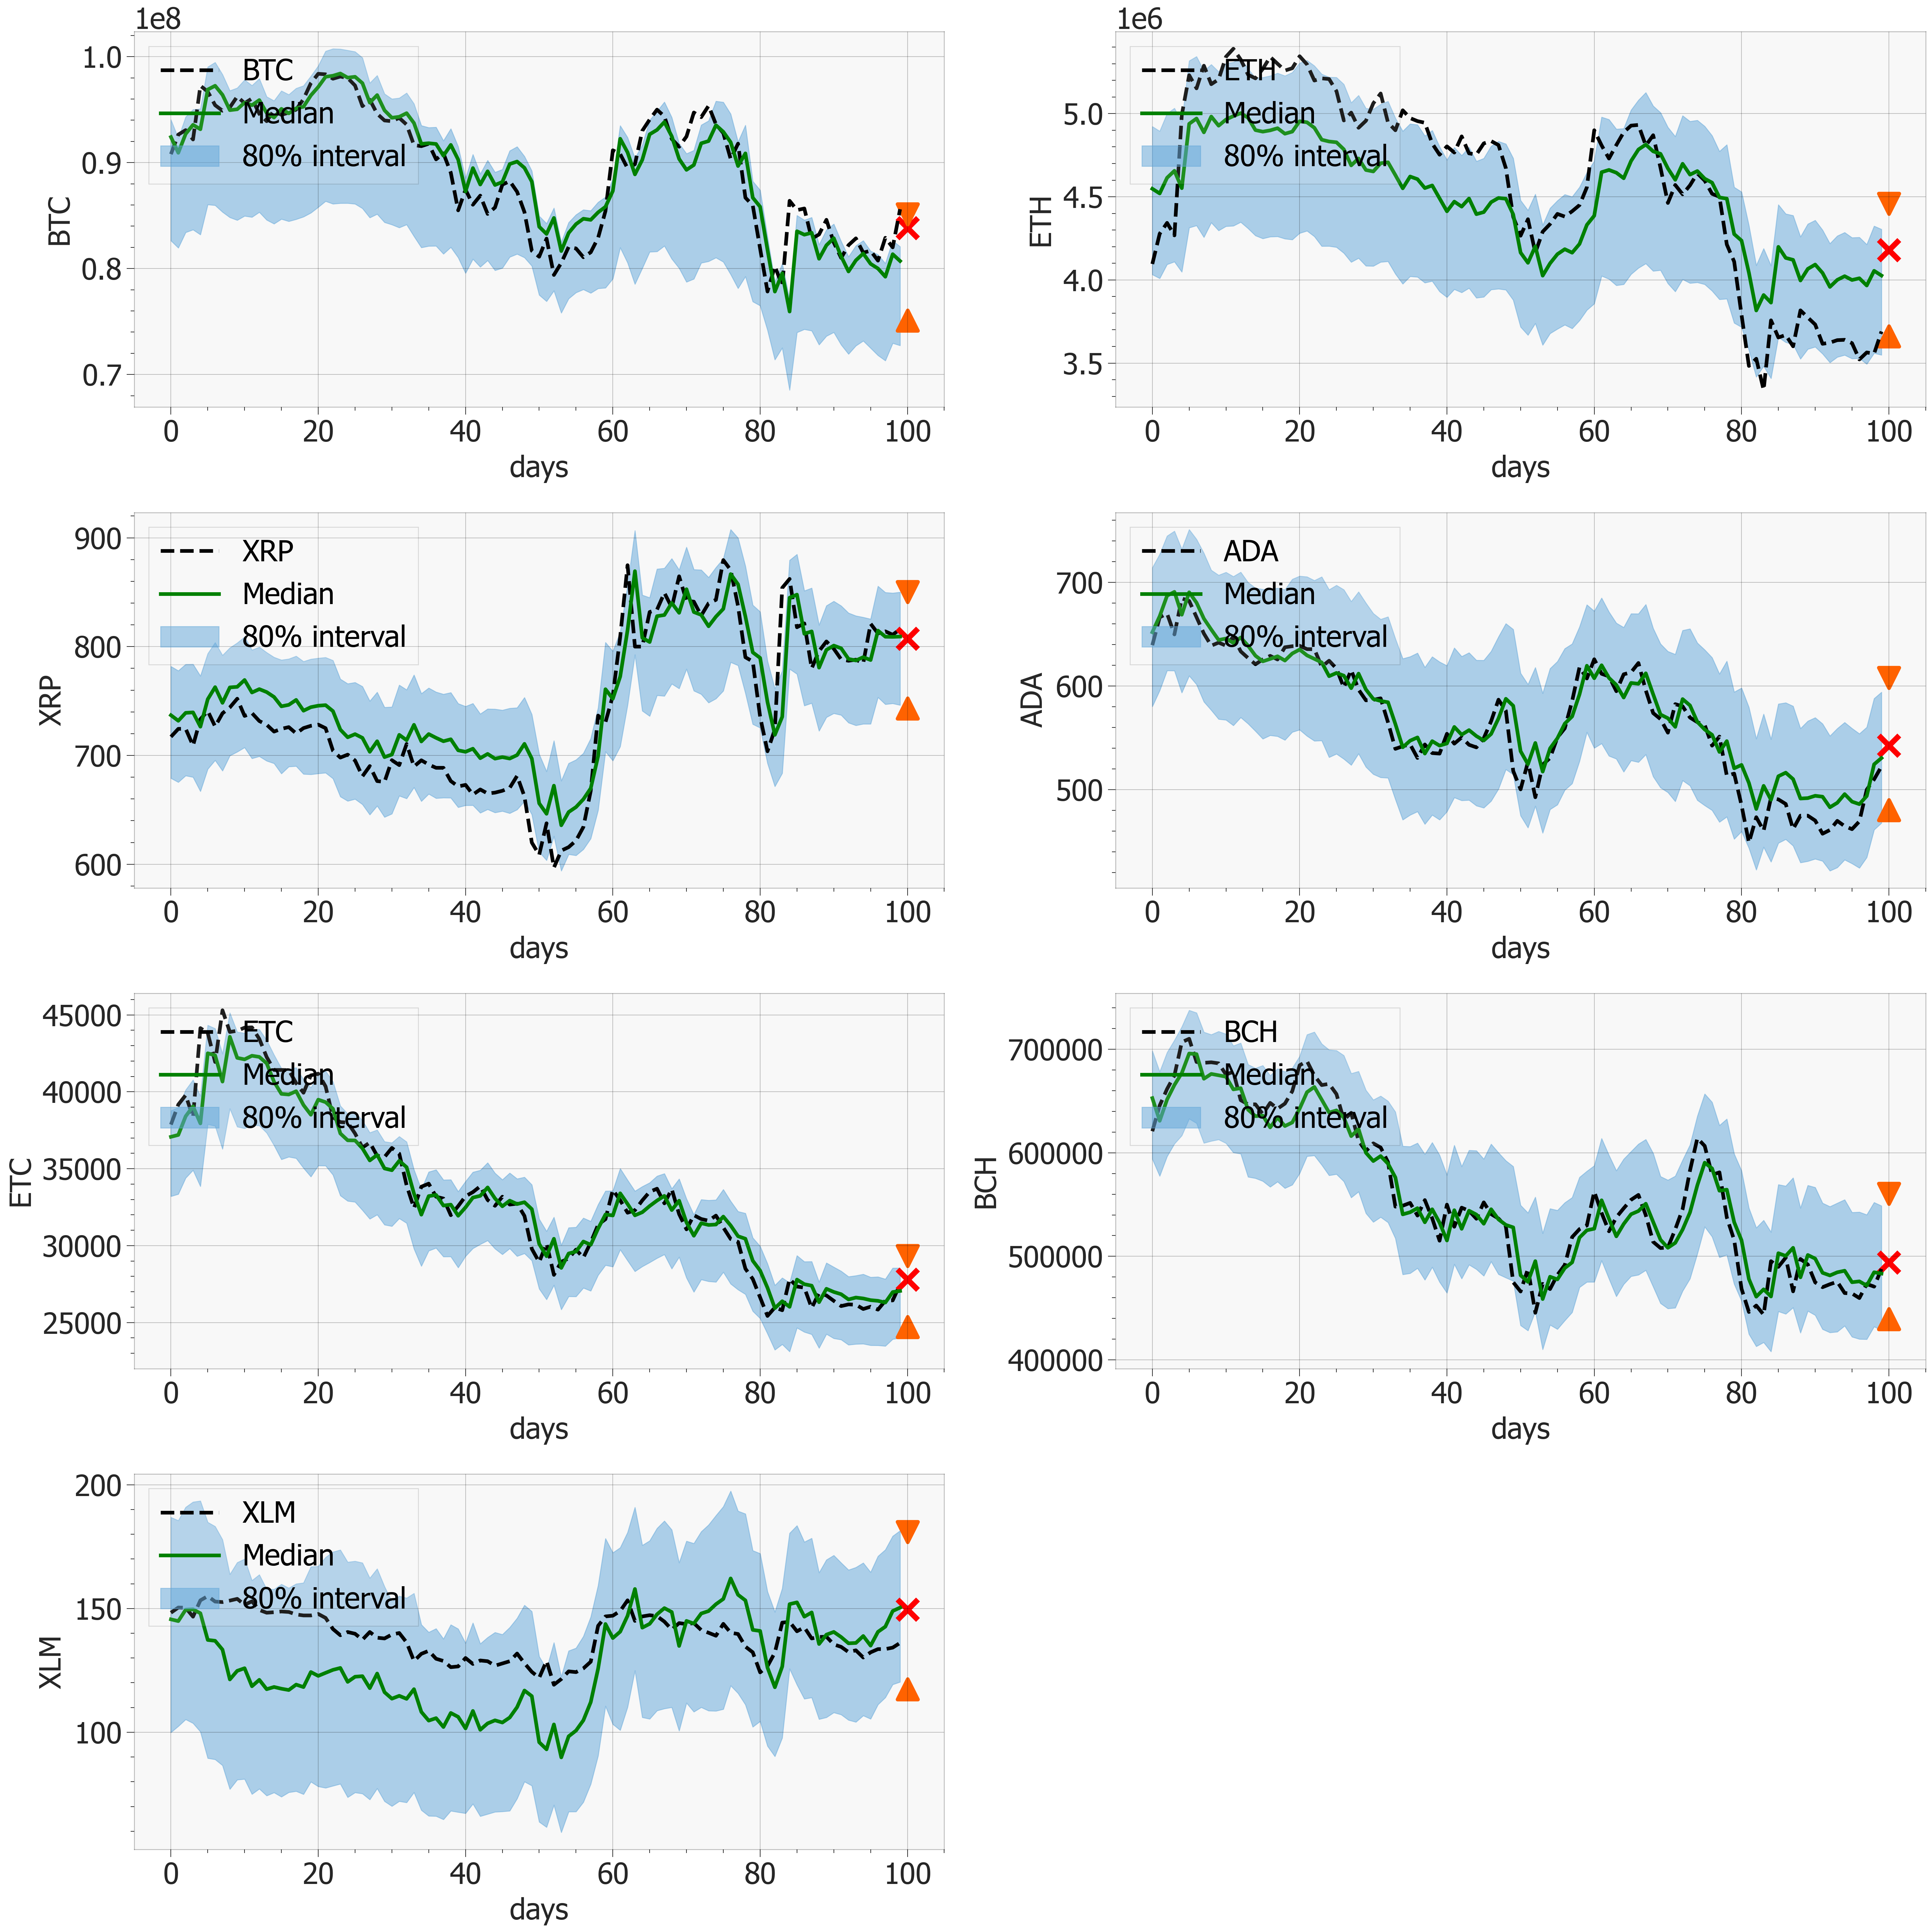 1e8
1.0
0.9
0.8
0.7
BTC
BTC
Median
80% interval
0 20 40 60 80 100
days
1e6
5.0
4.5
4.0
3.5
ETH
ETH
Median
80% interval
0 20 40 60 80 100
days
900
800
700
600
XRP
XRP
Median
80% interval
0 20 40 60 80 100
days
700
600
500
ADA
ADA
Median
80% interval
0 20 40 60 80 100
days
45000
40000
35000
30000
25000
ETC
ETC
Median
80% interval
0 20 40 60 80 100
days
700000
600000
500000
400000
BCH
BCH
Median
80% interval
0 20 40 60 80 100
days
200
150
100
XLM
XLM
Median
80% interval
0 20 40 60 80 100
days